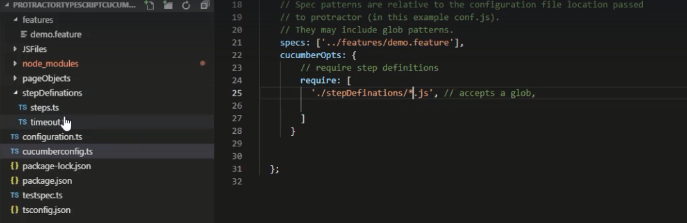 PROTRACTORTYPESCRIPTCUCUM...
features
demo.feature
JSFiles
node_modules
pageObjects
stepDefinations
steps.ts
timeout
TS configuration.ts
TS cucumberconfig.ts
{} package-lock.json
{} package.json
TS testspec.ts
{} tsconfig.json
18 // Spec patterns are relative to the configuration file location passed
19 // to protractor (in this example conf.js).
20 // They may include glob patterns.
21 specs: ['../features/demo.feature'],
22 cucumberOpts: {
23 // require step definitions
24 require: [
25 './stepDefinations/*.js', // accepts a glob,
26
27 ]
28 }
29
30
31 };
32